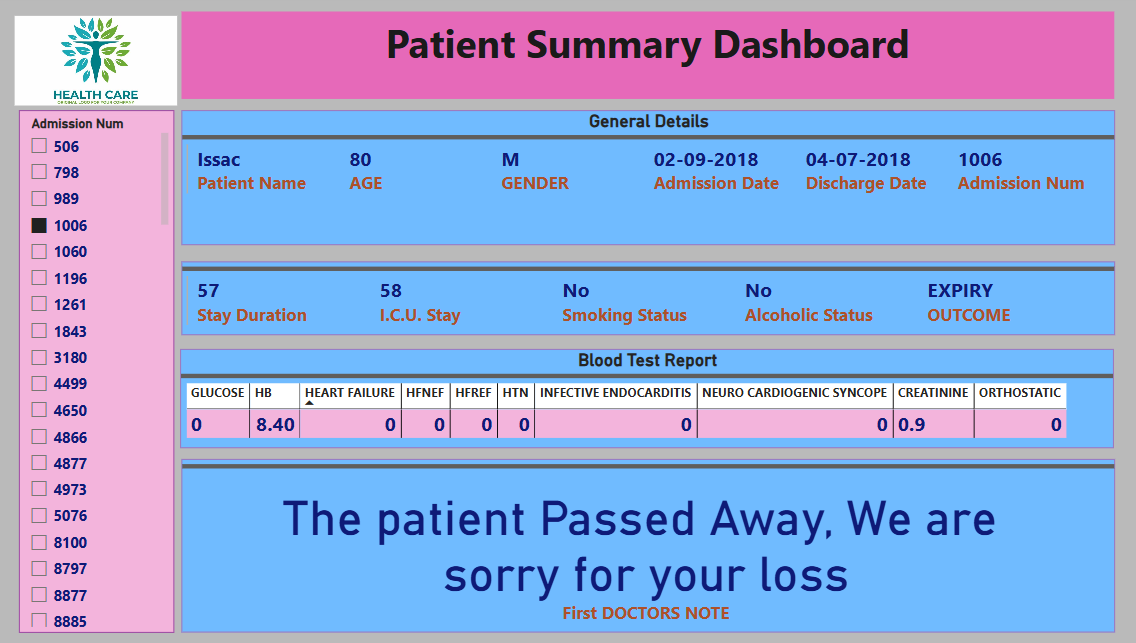 HEALTH CARE
ORIGINAL LOGO FOR YOUR COMPANY
Patient Summary Dashboard
Admission Num
506
798
989
1006
1060
1196
1261
1843
3180
4499
4650
4866
4877
4973
5076
8100
8797
8877
8885
General Details
Issac 80 M 02-09-2018 04-07-2018 1006
Patient Name AGE GENDER Admission Date Discharge Date Admission Num
57 58 No No EXPIRY
Stay Duration I.C.U. Stay Smoking Status Alcoholic Status OUTCOME
Blood Test Report
GLUCOSE HB HEART FAILURE HFNEF HFREF HTN INFECTIVE ENDOCARDITIS NEURO CARDIOGENIC SYNCOPE CREATININE ORTHOSTATIC
0 8.40 0 0 0 0 0 0 0.9 0
The patient Passed Away, We are
sorry for your loss
First DOCTORS NOTE